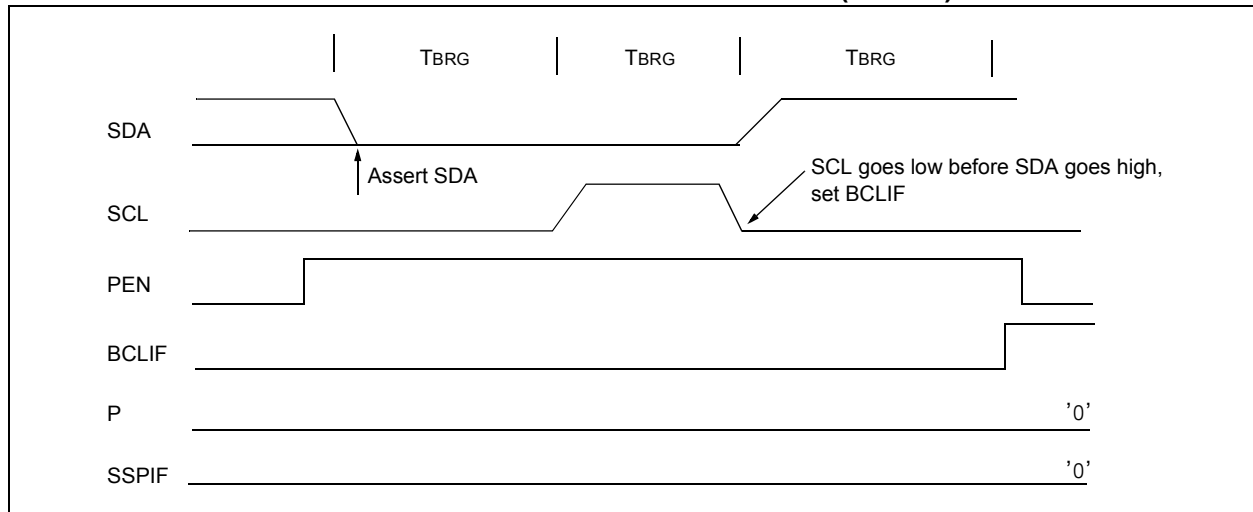 TBRG TBRG TBRG
SDA
Assert SDA
SCL goes low before SDA goes high,
set BCLIF
SCL
PEN
BCLIF
P '0'
SSPIF '0'